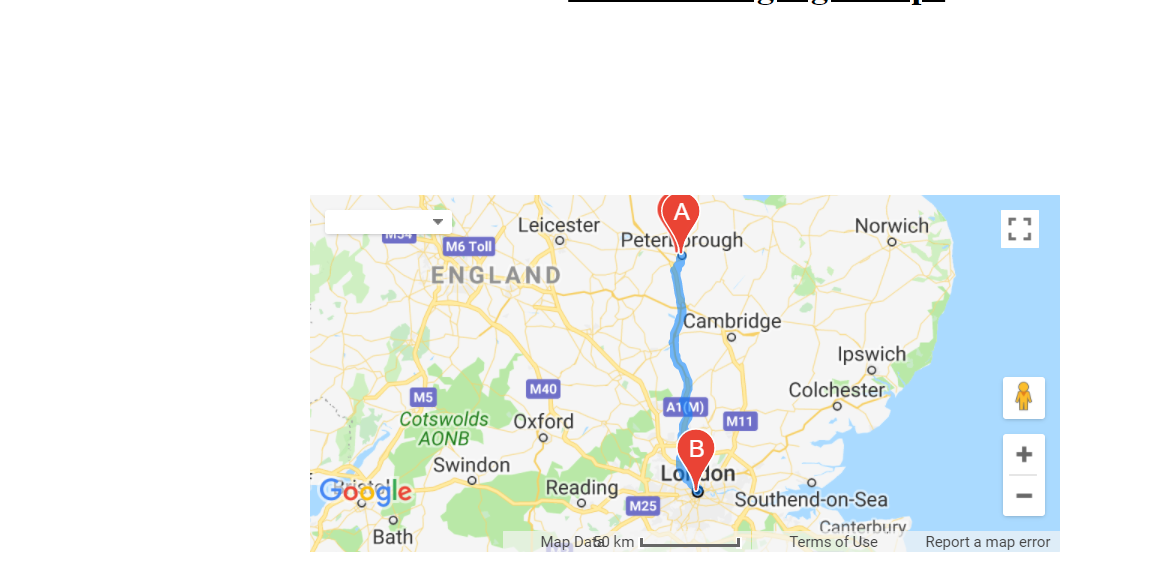 A
Leicester
Norwich
Peterborough
M6 Toll
ENGLAND
Cambridge
Ipswich
M5
M40
Colchester
A1(M)
M11
Cotswolds
AONB
Oxford
B
Swindon
London
Reading
Bristol
Google
M25
Southend-on-Sea
Canterbury
Bath
Map Data
50 km
Terms of Use
Report a map error